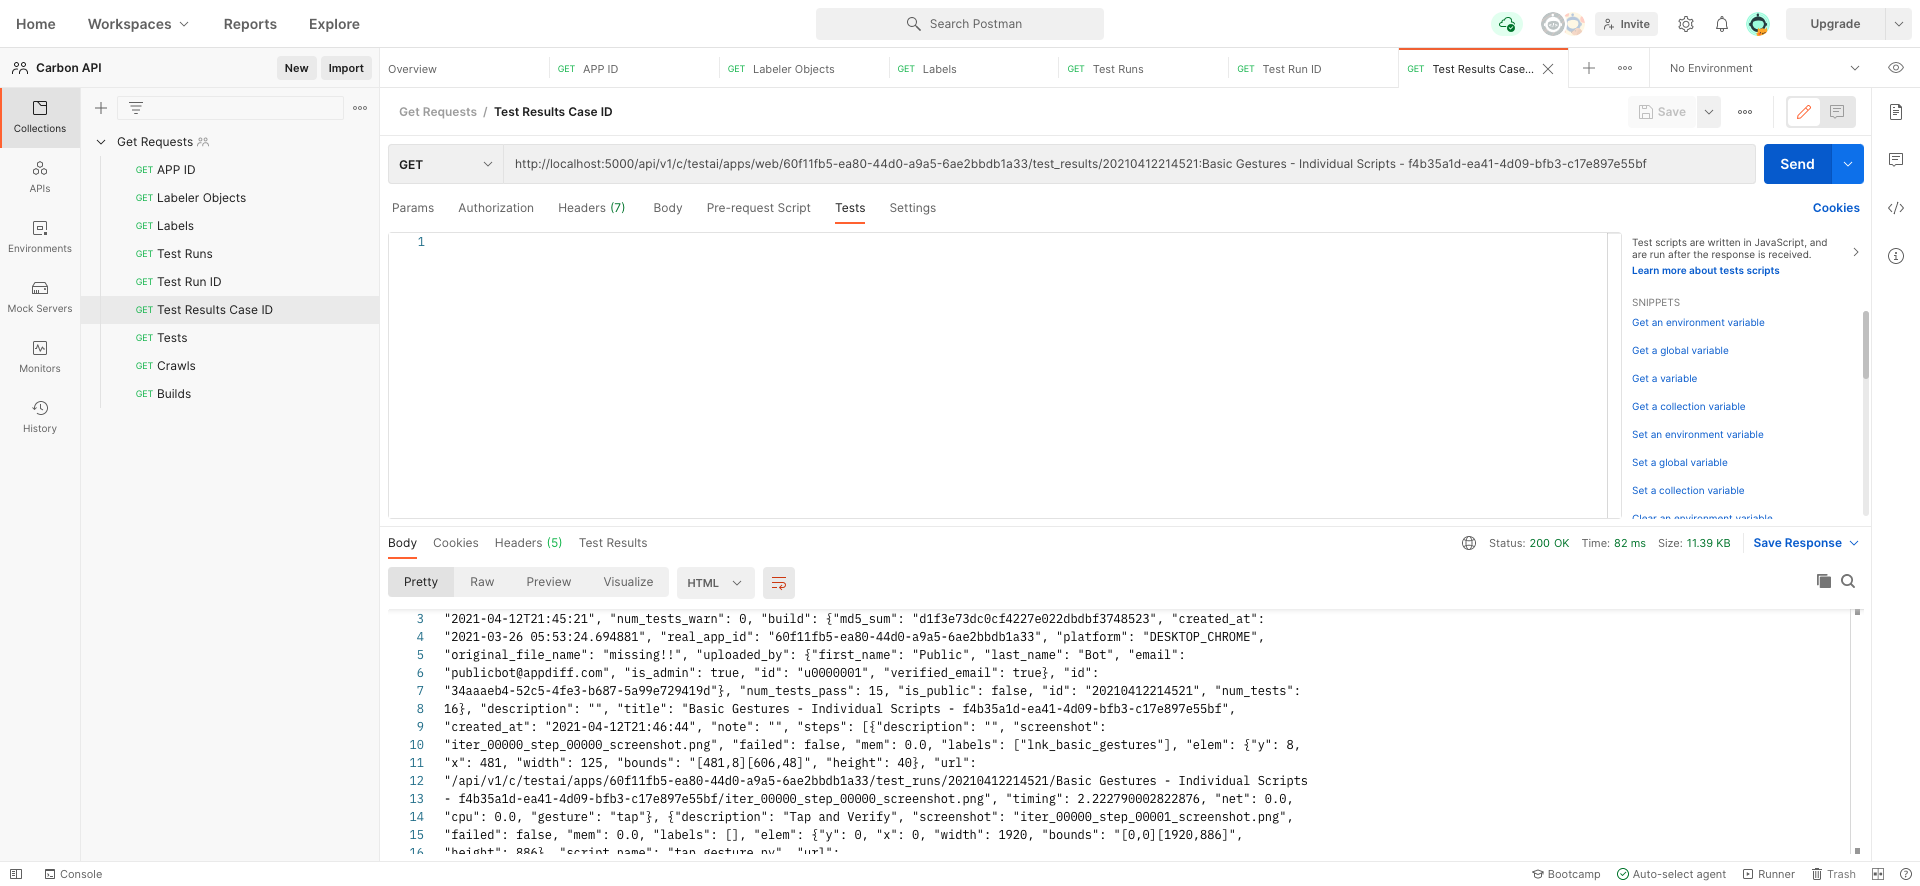 Home
Workspaces
Reports
Explore
Search Postman
Invite
Upgrade
Carbon API
New
Import
Overview
GET APP ID
GET Labeler Objects
GET Labels
GET Test Runs
GET Test Run ID
GET Test Results Case...
No Environment
Collections
APIs
Environments
Mock Servers
Monitors
History
Get Requests
GET APP ID
GET Labeler Objects
GET Labels
GET Test Runs
GET Test Run ID
GET Test Results Case ID
GET Tests
GET Crawls
GET Builds
Get Requests / Test Results Case ID
Save
GET
http://localhost:5000/api/v1/c/testai/apps/web/60f11fb5-ea80-44d0-a9a5-6ae2bbdb1a33/test_results/20210412214521:Basic Gestures - Individual Scripts - f4b35a1d-ea41-4d09-bfb3-c17e897e55bf
Send
Params
Authorization
Headers (7)
Body
Pre-request Script
Tests
Settings
Cookies
1
Test scripts are written in JavaScript, and
are run after the response is received.
Learn more about tests scripts
SNIPPETS
Get an environment variable
Get a global variable
Get a variable
Get a collection variable
Set an environment variable
Set a global variable
Set a collection variable
Clear an environment variable
Body
Cookies
Headers (5)
Test Results
Status: 200 OK
Time: 82 ms
Size: 11.39 KB
Save Response
Pretty
Raw
Preview
Visualize
HTML
3 "2021-04-12T21:45:21", "num_tests_warn": 0, "build": {"md5_sum": "d1f3e73dc0cf4227e022dbdbf3748523", "created_at":
4 "2021-03-26 05:53:24.694881", "real_app_id": "60f11fb5-ea80-44d0-a9a5-6ae2bbdb1a33", "platform": "DESKTOP_CHROME",
5 "original_file_name": "missing!!", "uploaded_by": {"first_name": "Public", "last_name": "Bot", "email":
6 "publicbot@appdiff.com", "is_admin": true, "id": "u0000001", "verified_email": true}, "id":
7 "34aaaeb4-52c5-4fe3-b687-5a99e729419d"}, "num_tests_pass": 15, "is_public": false, "id": "20210412214521", "num_tests":
8 16}, "description": "", "title": "Basic Gestures - Individual Scripts - f4b35a1d-ea41-4d09-bfb3-c17e897e55bf",
9 "created_at": "2021-04-12T21:46:44", "note": "", "steps": [{"description": "", "screenshot":
10 "iter_00000_step_00000_screenshot.png", "failed": false, "mem": 0.0, "labels": ["lnk_basic_gestures"], "elem": {"y": 8,
11 "x": 481, "width": 125, "bounds": "[481,8][606,48]", "height": 40}, "url":
12 "/api/v1/c/testai/apps/60f11fb5-ea80-44d0-a9a5-6ae2bbdb1a33/test_runs/20210412214521/Basic Gestures - Individual Scripts
13 - f4b35a1d-ea41-4d09-bfb3-c17e897e55bf/iter_00000_step_00000_screenshot.png", "timing": 2.222790002822876, "net": 0.0,
14 "cpu": 0.0, "gesture": "tap"}, {"description": "Tap and Verify", "screenshot": "iter_00000_step_00001_screenshot.png",
15 "failed": false, "mem": 0.0, "labels": [], "elem": {"y": 0, "x": 0, "width": 1920, "bounds": "[0,0][1920,886]",
16 "height": 886}, "script_name": "tap_gesture.py", "url":
Console
Bootcamp
Auto-select agent
Runner
Trash